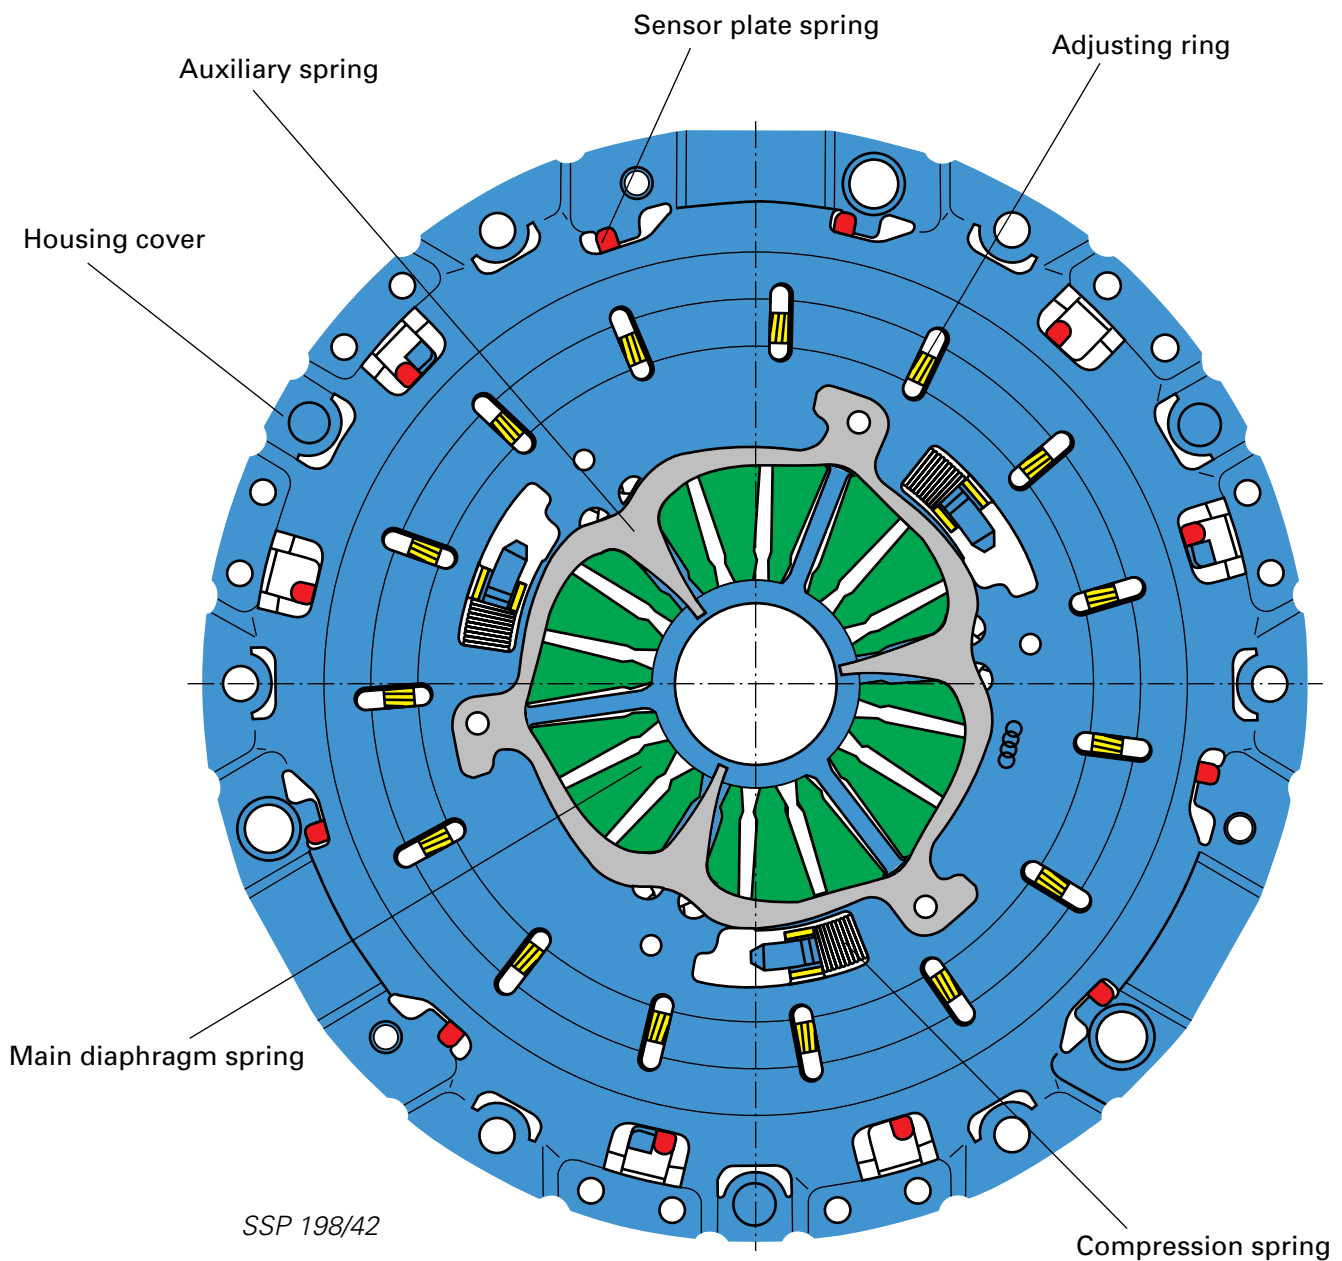 Sensor plate spring
Adjusting ring
Auxiliary spring
Housing cover
Main diaphragm spring
SSP 198/42
Compression spring